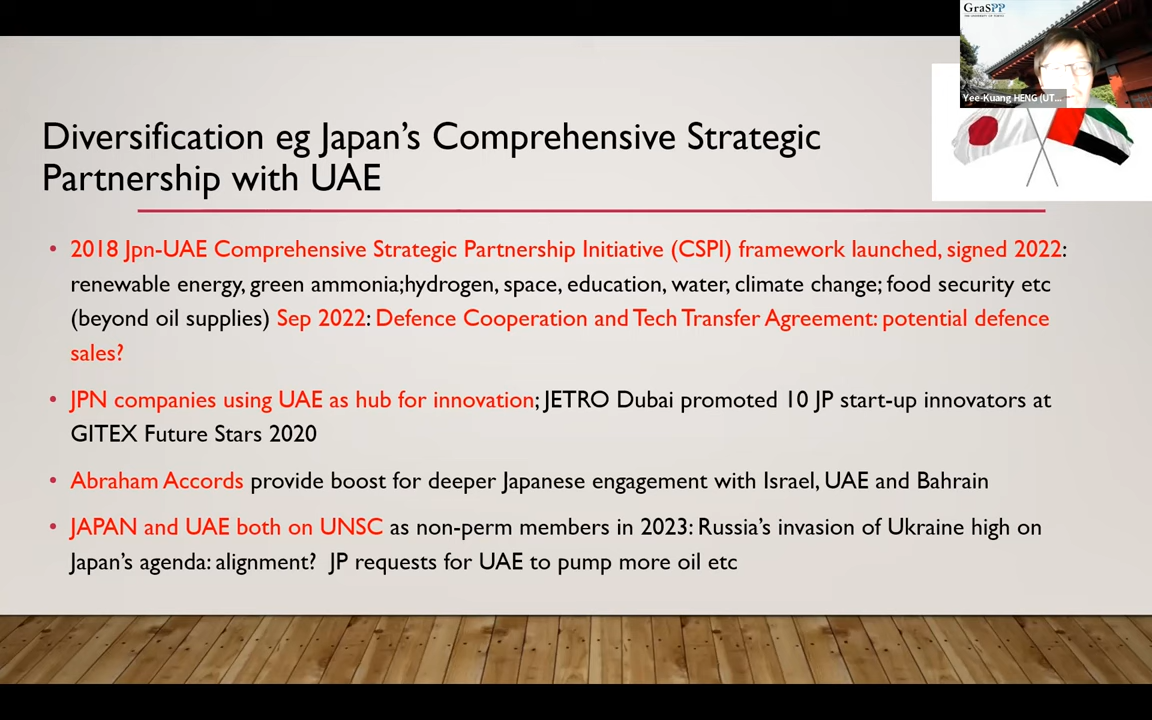 GraSPP
THE UNIVERSITY OF TOKYO
Yee-Kuang HENG (UT...
Diversification eg Japan's Comprehensive Strategic
Partnership with UAE
• 2018 Jpn-UAE Comprehensive Strategic Partnership Initiative (CSPI) framework launched, signed 2022:
renewable energy, green ammonia;hydrogen, space, education, water, climate change; food security etc
(beyond oil supplies) Sep 2022: Defence Cooperation and Tech Transfer Agreement: potential defence
sales?
• JPN companies using UAE as hub for innovation; JETRO Dubai promoted 10 JP start-up innovators at
GITEX Future Stars 2020
• Abraham Accords provide boost for deeper Japanese engagement with Israel, UAE and Bahrain
• JAPAN and UAE both on UNSC as non-perm members in 2023: Russia's invasion of Ukraine high on
Japan's agenda: alignment? JP requests for UAE to pump more oil etc